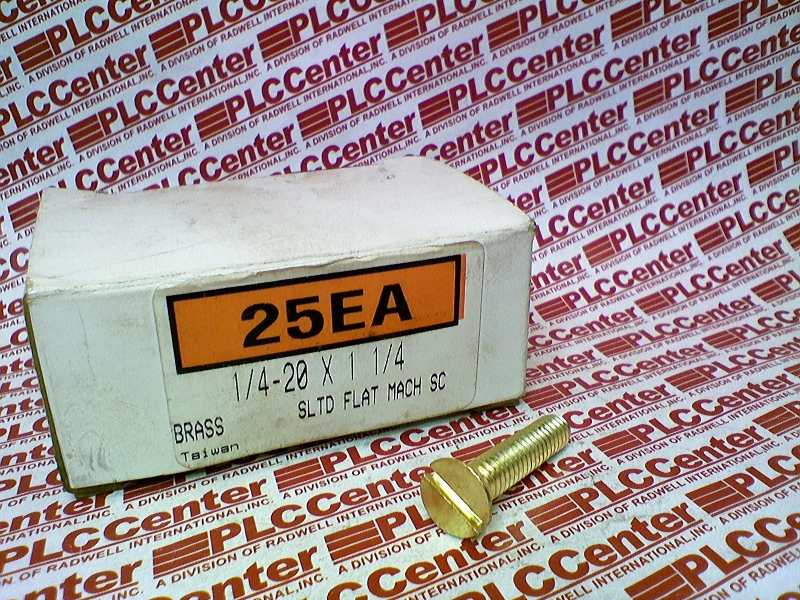 25EA
1/4-20 X 1 1/4
SLTD FLAT MACH SC
BRASS
Taiwan
PLCCenter
A DIVISION OF RADWELL INTERNATIONAL,INC.